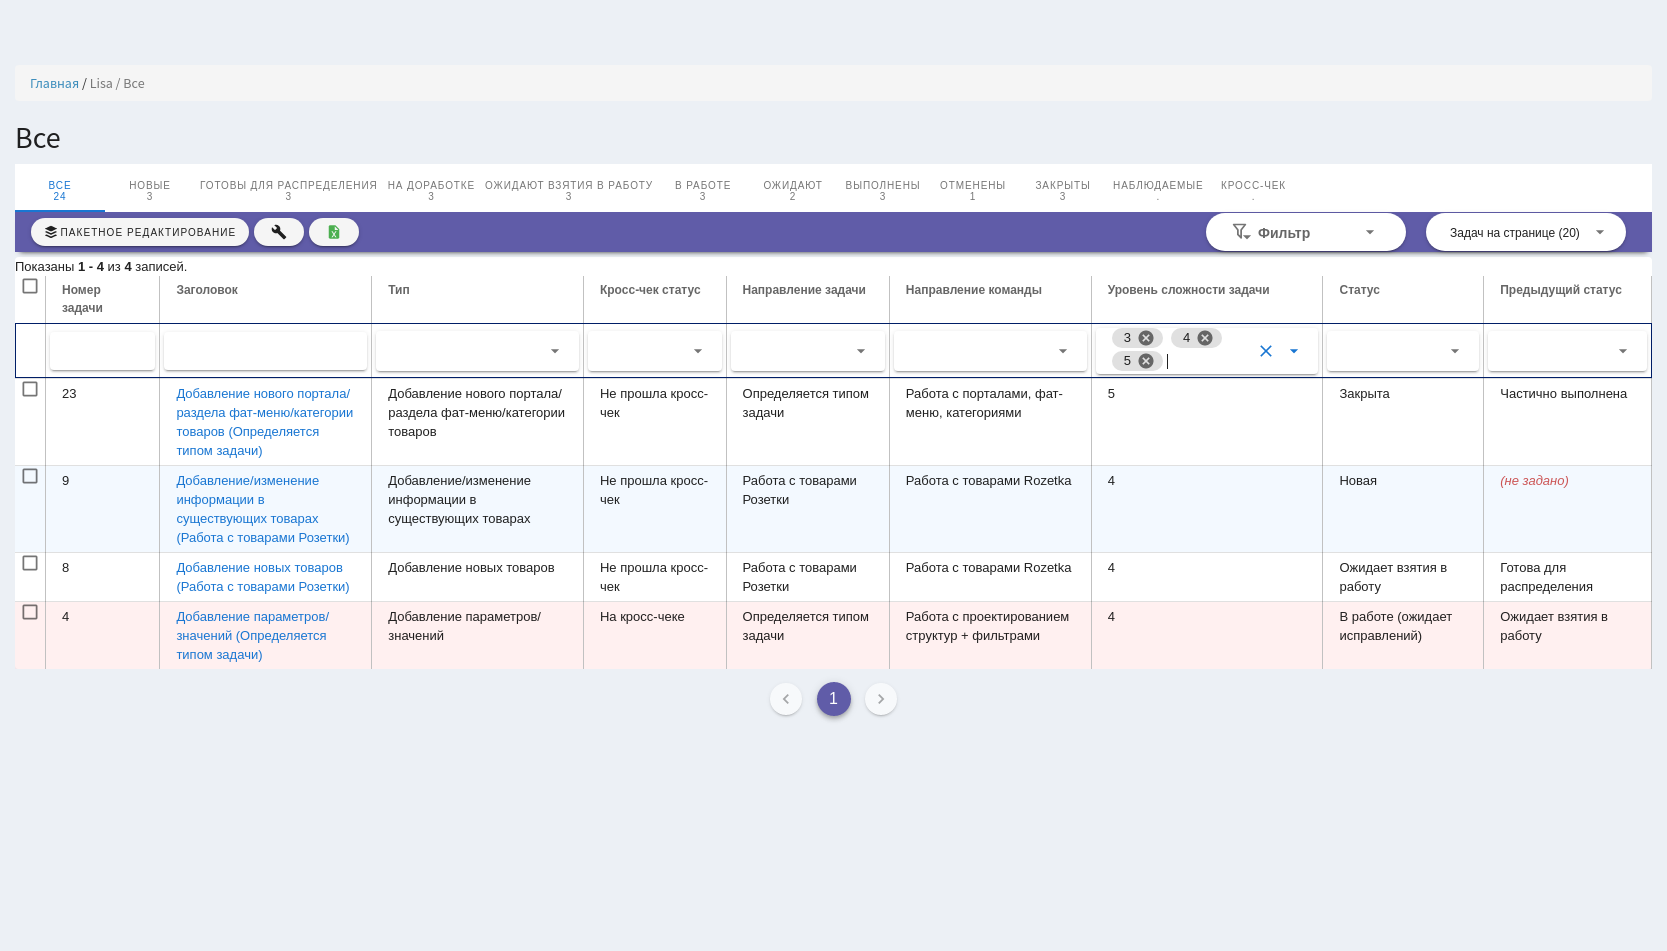 Главная / Lisa / Все
Все
ВСЕ НОВЫЕ ГОТОВЫ ДЛЯ РАСПРЕДЕЛЕНИЯ НА ДОРАБОТКЕ ОЖИДАЮТ ВЗЯТИЯ В РАБОТУ В РАБОТЕ ОЖИДАЮТ ВЫПОЛНЕНЫ ОТМЕНЕНЫ ЗАКРЫТЫ НАБЛЮДАЕМЫЕ КРОСС-ЧЕК
24 3 3 3 3 3 2 3 1 3 . .
ПАКЕТНОЕ РЕДАКТИРОВАНИЕ Фильтр Задач на странице (20)
Показаны 1 - 4 из 4 записей.
Номер Заголовок Тип Кросс-чек статус Направление задачи Направление команды Уровень сложности задачи Статус Предыдущий статус
задачи
3 4
5
23 Добавление нового портала/ Добавление нового портала/ Не прошла кросс- Определяется типом Работа с порталами, фат- 5 Закрыта Частично выполнена
раздела фат-меню/категории раздела фат-меню/категории чек задачи меню, категориями
товаров (Определяется товаров
типом задачи)
9 Добавление/изменение Добавление/изменение Не прошла кросс- Работа с товарами Работа с товарами Rozetka 4 Новая (не задано)
информации в информации в чек Розетки
существующих товарах существующих товарах
(Работа с товарами Розетки)
8 Добавление новых товаров Добавление новых товаров Не прошла кросс- Работа с товарами Работа с товарами Rozetka 4 Ожидает взятия в Готова для
(Работа с товарами Розетки) чек Розетки работу распределения
4 Добавление параметров/ Добавление параметров/ На кросс-чеке Определяется типом Работа с проектированием 4 В работе (ожидает Ожидает взятия в
значений (Определяется значений задачи структур + фильтрами исправлений) работу
типом задачи)
1